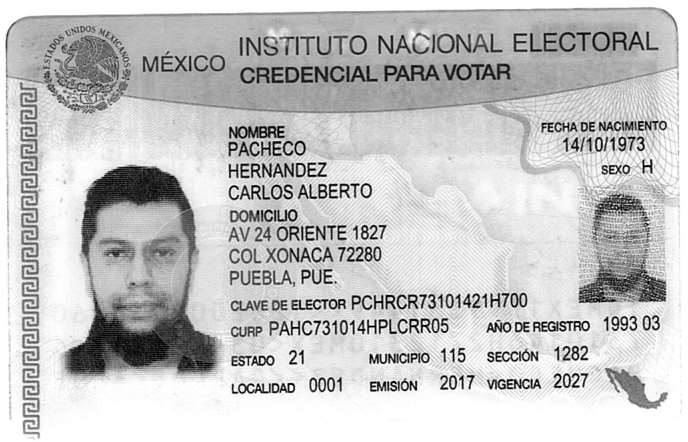 ESTADOS UNIDOS MEXICANOS
MÉXICO INSTITUTO NACIONAL ELECTORAL
CREDENCIAL PARA VOTAR
NOMBRE
PACHECO
HERNANDEZ
CARLOS ALBERTO
FECHA DE NACIMIENTO
14/10/1973
SEXO H
DOMICILIO
AV 24 ORIENTE 1827
COL XONACA 72280
PUEBLA, PUE.
CLAVE DE ELECTOR PCHRCR73101421H700
CURP PAHC731014HPLCRR05 AÑO DE REGISTRO 1993 03
ESTADO 21 MUNICIPIO 115 SECCIÓN 1282
LOCALIDAD 0001 EMISIÓN 2017 VIGENCIA 2027